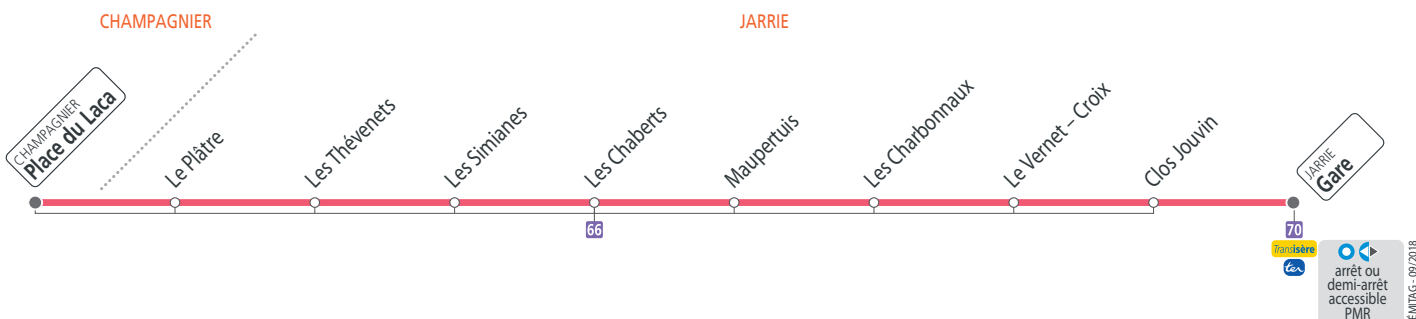 CHAMPAGNIER
JARRIE
CHAMPAGNIER
Place du Laca
Le Plâtre
Les Thévenets
Les Simianes
Les Chaberts
Maupertuis
Les Charbonnaux
Le Vernet – Croix
Clos Jouvin
JARRIE
Gare
66
70
Transisère
ter
arrêt ou
demi-arrêt
accessible
PMR
ÉMITAG - 09/2018